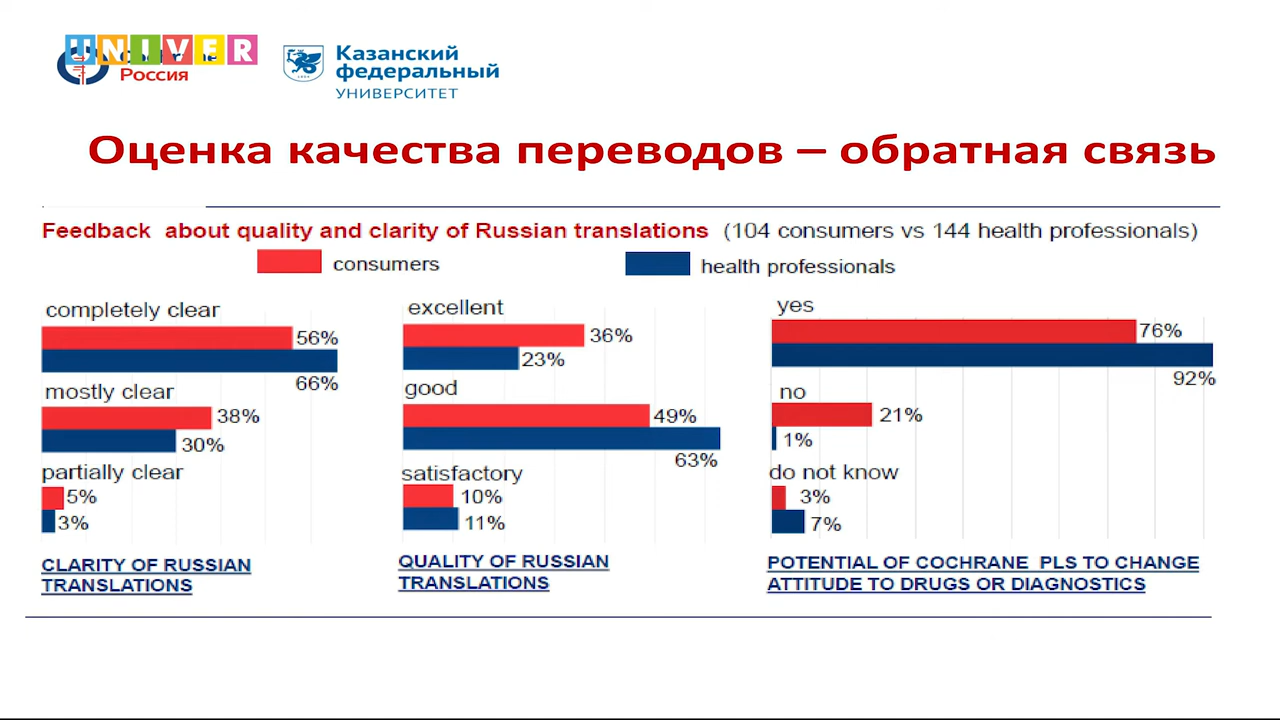 UNIVER
Россия
Казанский
федеральный
УНИВЕРСИТЕТ
Оценка качества переводов – обратная связь
Feedback about quality and clarity of Russian translations (104 consumers vs 144 health professionals)
consumers
health professionals
completely clear
56%
66%
mostly clear
38%
30%
partially clear
5%
3%
CLARITY OF RUSSIAN
TRANSLATIONS
excellent
36%
23%
good
49%
63%
satisfactory
10%
11%
QUALITY OF RUSSIAN
TRANSLATIONS
yes
76%
92%
no
21%
1%
do not know
3%
7%
POTENTIAL OF COCHRANE PLS TO CHANGE
ATTITUDE TO DRUGS OR DIAGNOSTICS